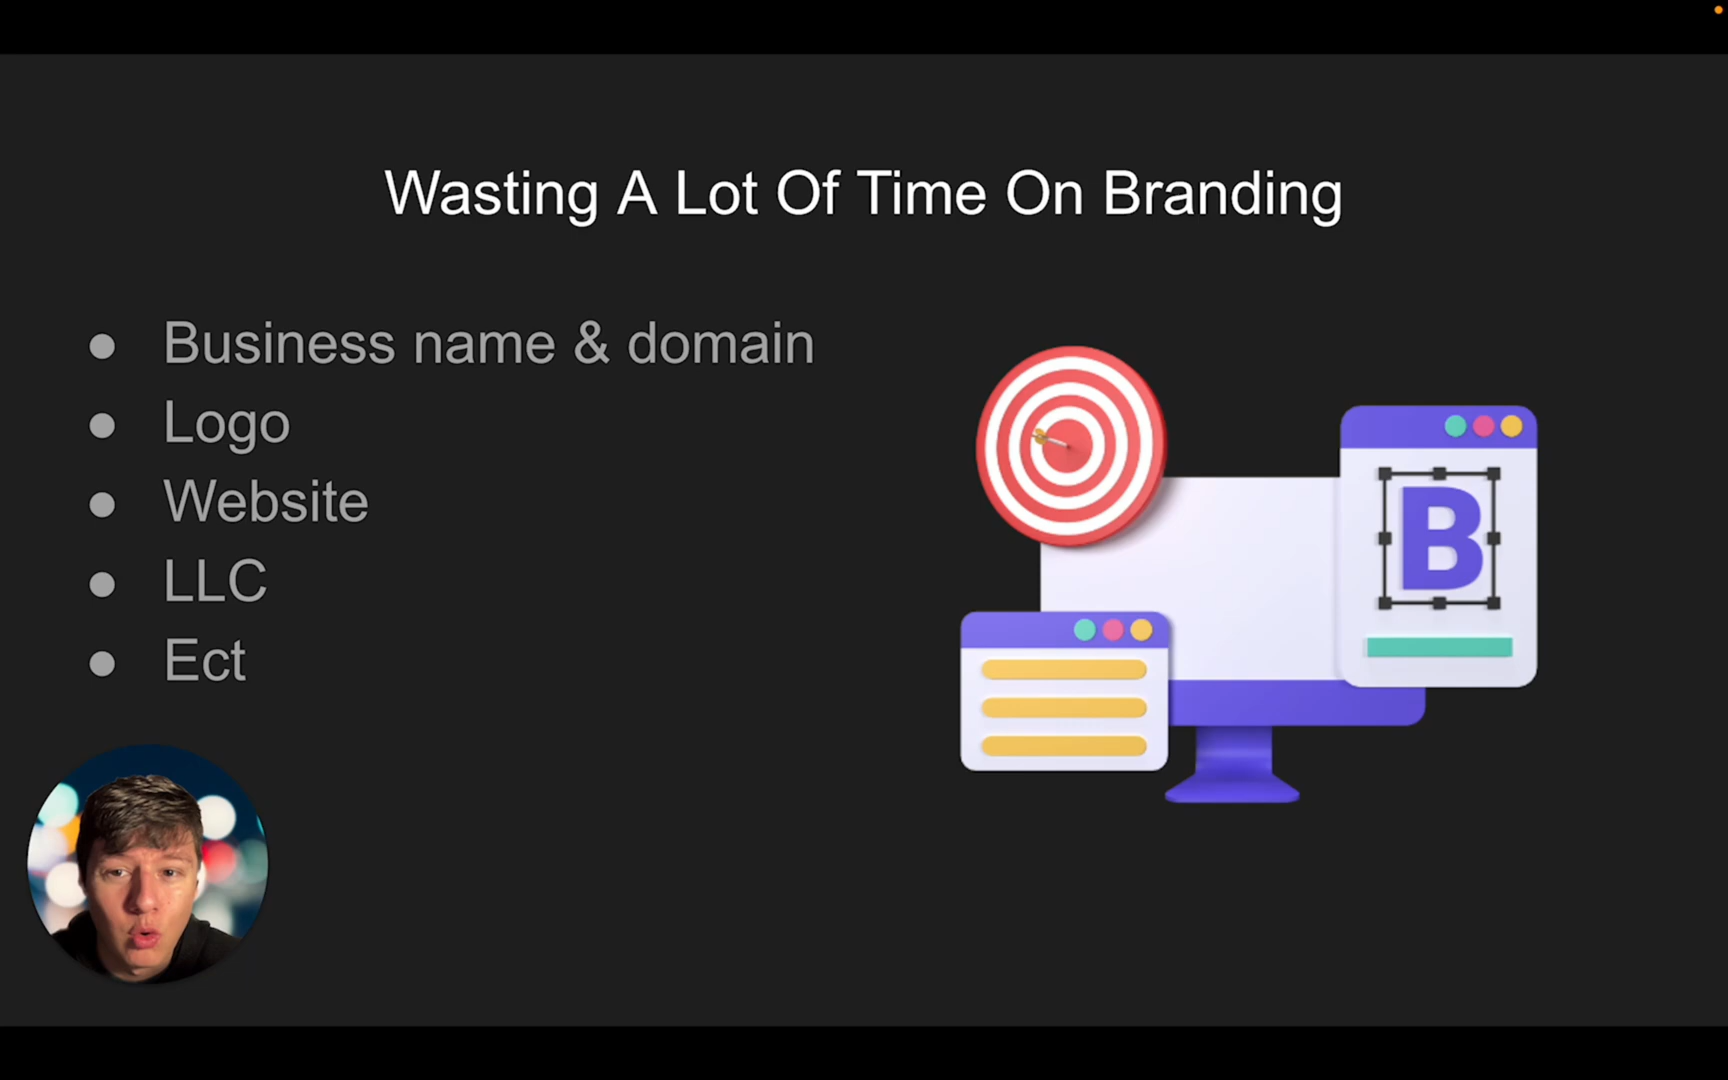 Wasting A Lot Of Time On Branding
● Business name & domain
● Logo
● Website
● LLC
● Ect
B